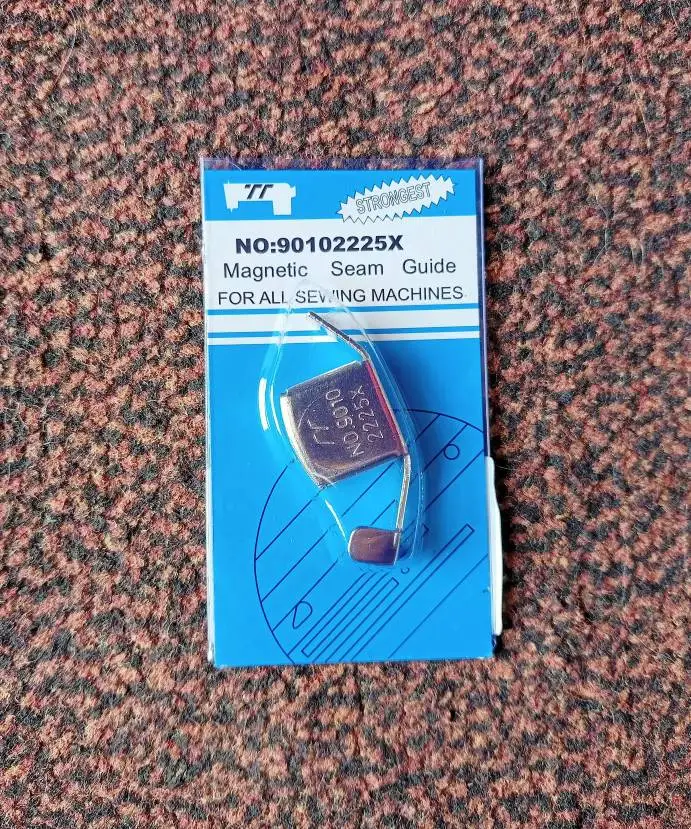 STRONGEST
NO:90102225X
Magnetic Seam Guide
FOR ALL SEWING MACHINES
NO.9010
2225X